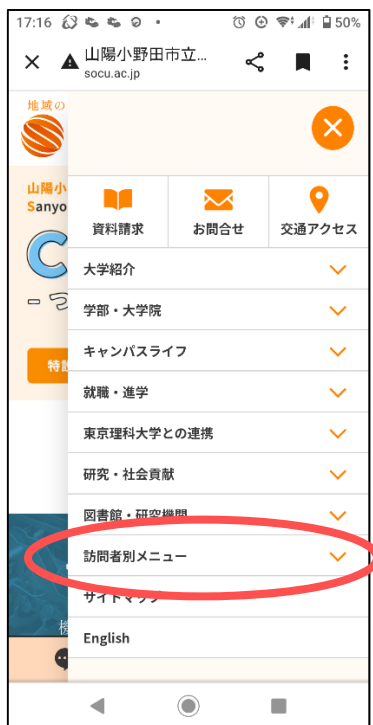 17:16
50%
山陽小野田市立...
socu.ac.jp
地域の
山陽小
Sanyo
C
- つ
特設
資料請求
お問合せ
交通アクセス
大学紹介
学部・大学院
キャンパスライフ
就職・進学
東京理科大学との連携
研究・社会貢献
図書館・研究機関
訪問者別メニュー
サイトマップ
English